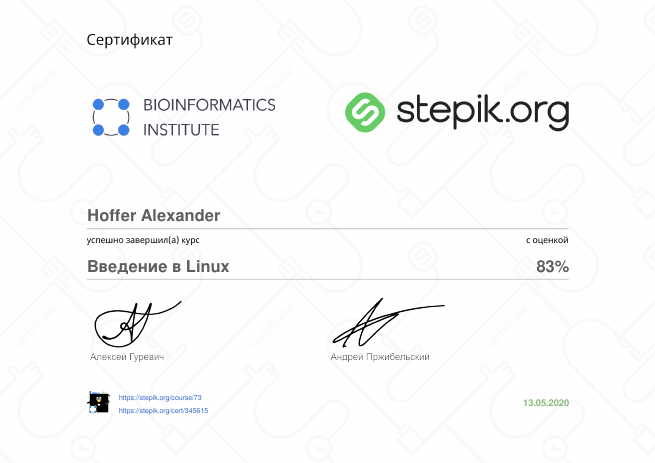 Сертификат
BIOINFORMATICS
INSTITUTE
stepik.org
Hoffer Alexander
успешно завершил(а) курс
с оценкой
Введение в Linux
83%
Алексей Гуревич
Андрей Пржибельский
https://stepik.org/course/73
https://stepik.org/cert/345615
13.05.2020